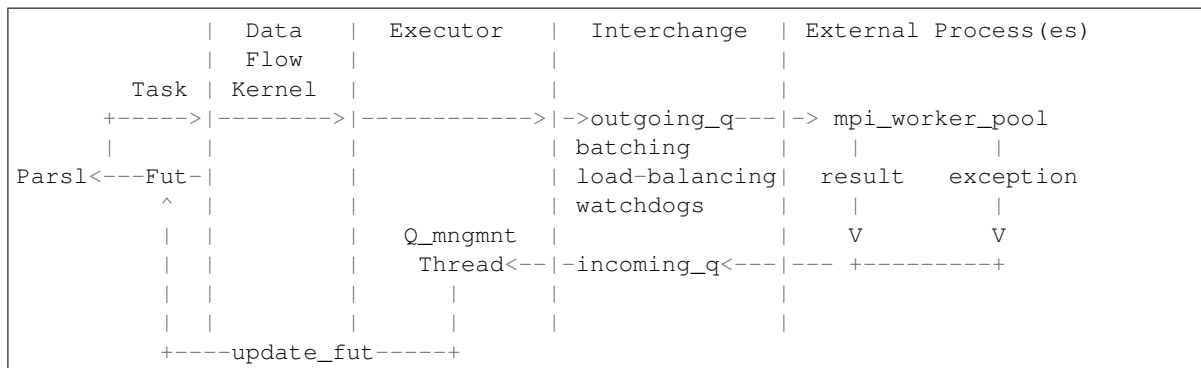 |  Data   |  Executor   |  Interchange  | External Process(es)
                    |  Flow   |             |               |
               Task | Kernel  |             |               |
             +----->|-------->|------------>|->outgoing_q---|-> mpi_worker_pool
             |      |         |             | batching      |    |         |
       Parsl<---Fut-|         |             | load-balancing|  result   exception
                 ^  |         |             | watchdogs     |    |         |
                 |  |         |   Q_mngmnt  |               |    V         V
                 |  |         |    Thread<--|-incoming_q<---|--- +---------+
                 |  |         |      |      |               |
                 |  |         |      |      |               |
                 +----update_fut-----+